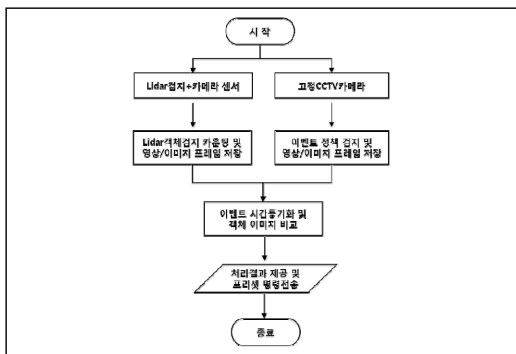 시 작
Lidar검지+카메라 센서
고정CCTV카메라
Lidar객체검지 카운팅 및
영상/이미지 프레임 저장
이벤트 정책 검지 및
영상/이미지 프레임 저장
이벤트 시간동기화 및
객체 이미지 비교
처리결과 제공 및
프리셋 명령전송
종료